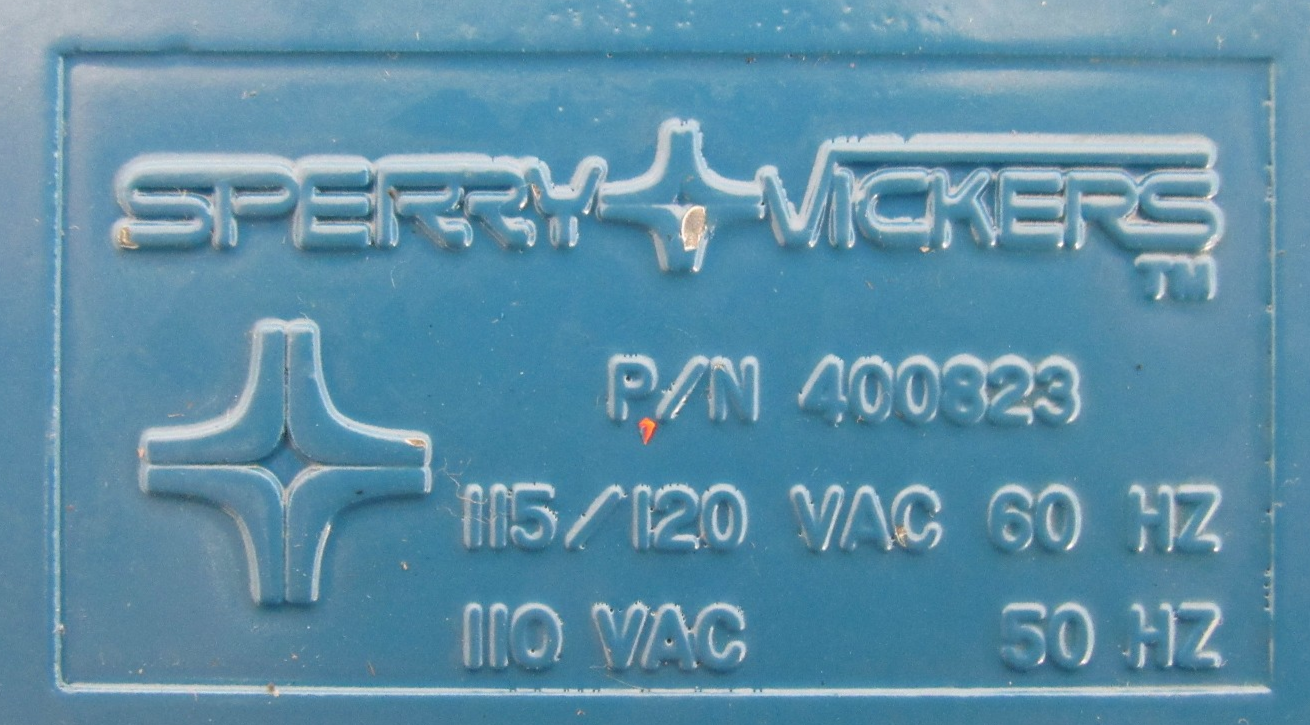 SPERRY VICKERS
TM
P/N 400823
115/120 VAC 60 HZ
110 VAC 50 HZ